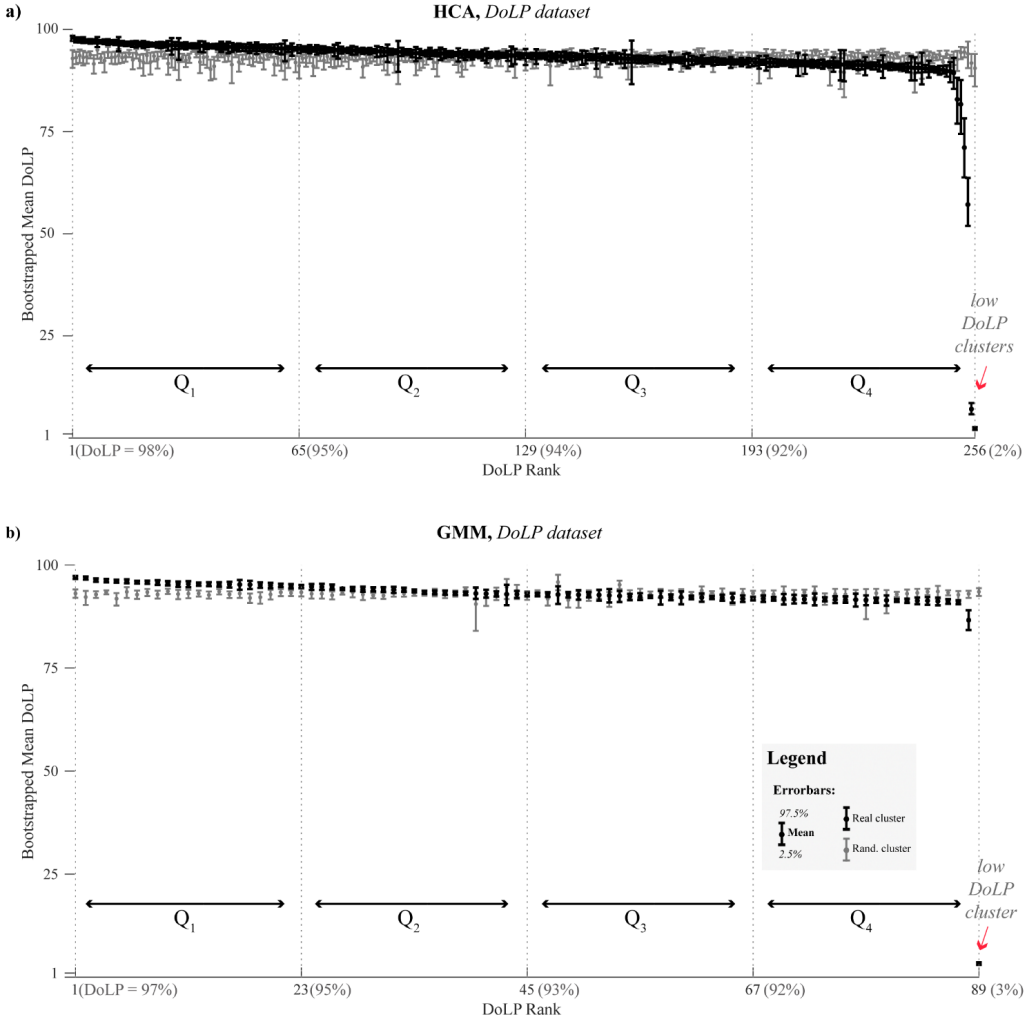 a)
HCA, DoLP dataset
100
75
50
25
1
Bootstrapped Mean DoLP
low
DoLP
clusters
Q1
Q2
Q3
Q4
1(DoLP = 98%)
65(95%)
129 (94%)
193 (92%)
256 (2%)
DoLP Rank
b)
GMM, DoLP dataset
100
75
50
25
1
Bootstrapped Mean DoLP
Legend
Errorbars:
97.5%
Mean
2.5%
Real cluster
Rand. cluster
low
DoLP
cluster
Q1
Q2
Q3
Q4
1(DoLP = 97%)
23(95%)
45 (93%)
67 (92%)
89 (3%)
DoLP Rank